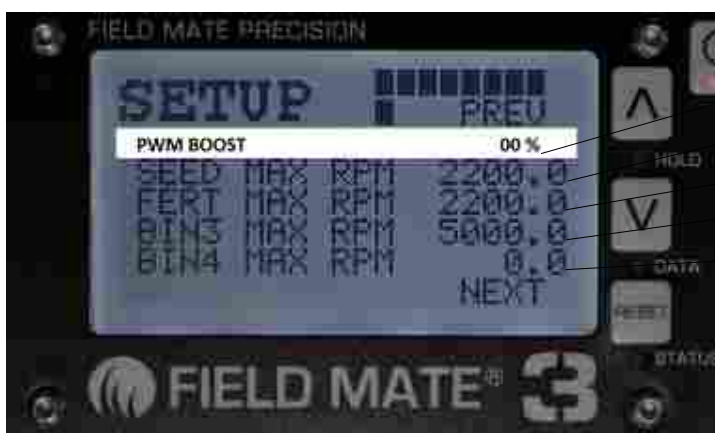 FIELD MATE PRECISION
SETUP
PREV
PWM BOOST 00 %
SEED MAX RPM 2200.0
FERT MAX RPM 2200.0
BIN3 MAX RPM 5000.0
BIN4 MAX RPM 0.0
NEXT
HOLD
DATA
RESET
STATUS
FIELD MATE® 3